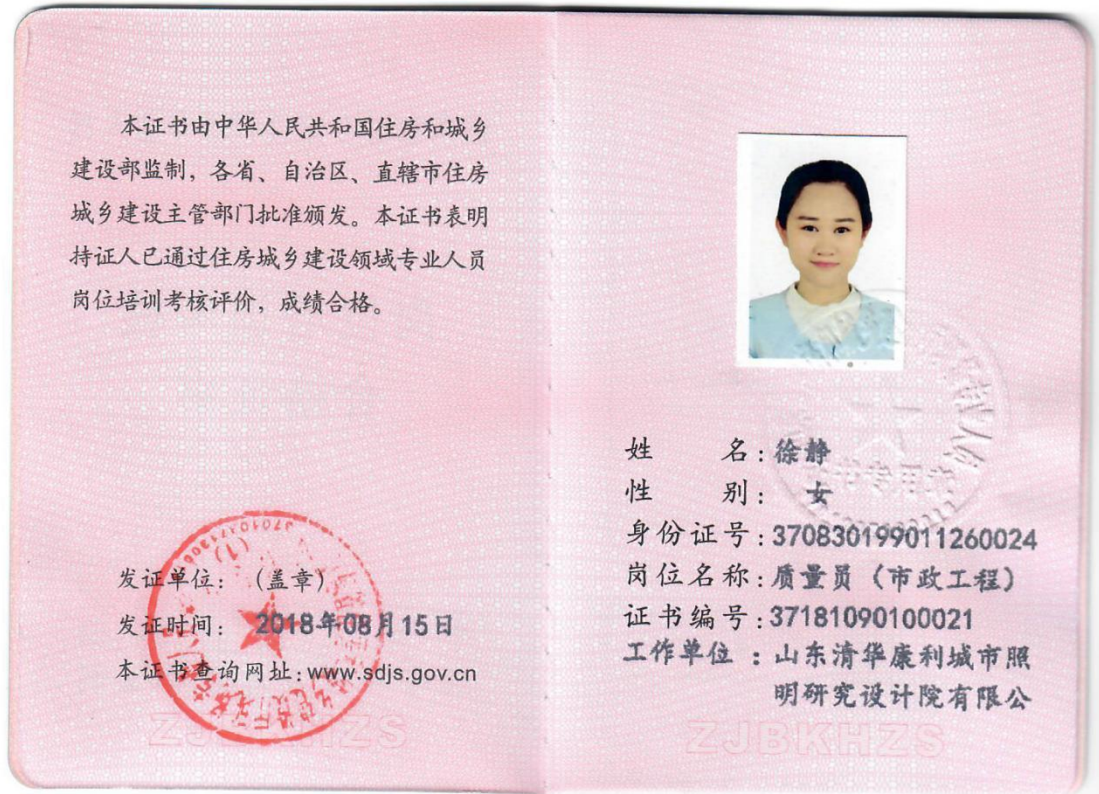 本证书由中华人民共和国住房和城乡
建设部监制，各省、自治区、直辖市住房
城乡建设主管部门批准颁发。本证书表明
持证人已通过住房城乡建设领域专业人员
岗位培训考核评价，成绩合格。
发证单位：（盖章）
发证时间：2018年08月15日
本证书查询网址：www.sdjs.gov.cn
ZJBKHZS
姓 名：徐静
性 别：女
身份证号：370830199011260024
岗位名称：质量员（市政工程）
证书编号：37181090100021
工作单位：山东清华康利城市照
明研究设计院有限公
ZJBKHZS